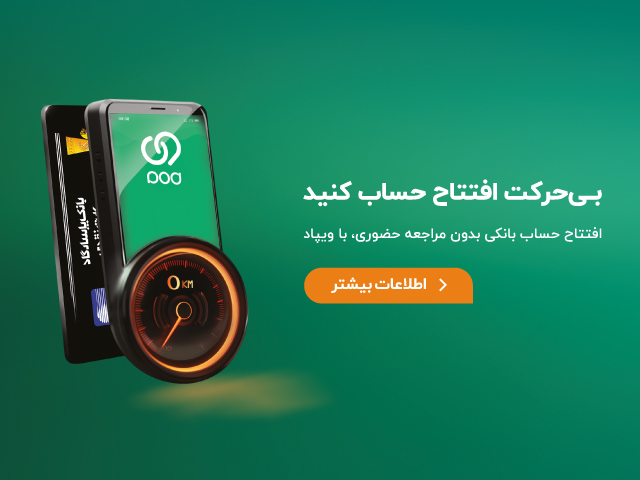 بی‌حرکت افتتاح حساب کنید
افتتاح حساب بانکی بدون مراجعه حضوری، با ویپاد
اطلاعات بیشتر
pod
0 KM
بانک‌پاسارگاد